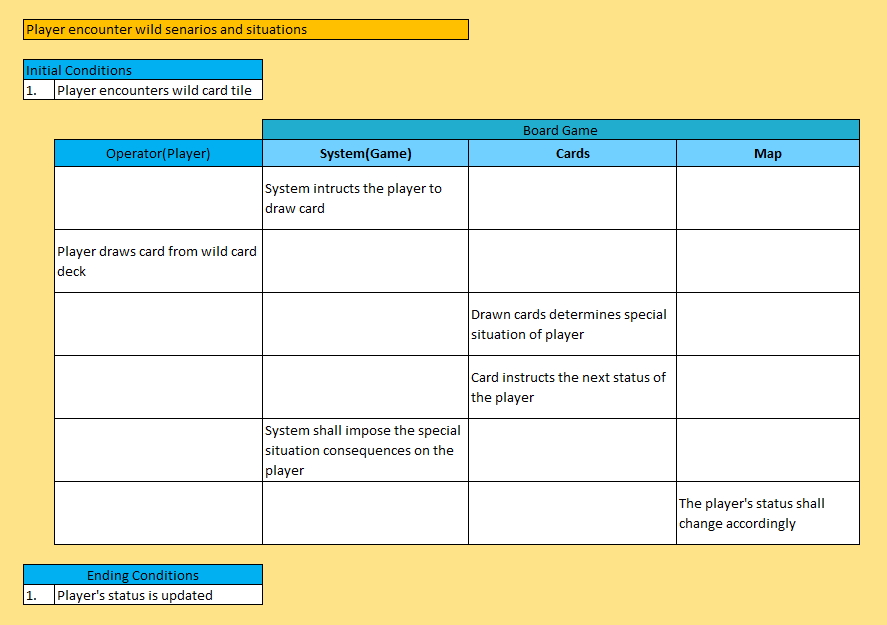 Player encounter wild senarios and situations
Initial Conditions
1. Player encounters wild card tile
Board Game
Operator(Player) System(Game) Cards Map
System intructs the player to
draw card
Player draws card from wild card
deck
Drawn cards determines special
situation of player
Card instructs the next status of
the player
System shall impose the special
situation consequences on the
player
The player's status shall
change accordingly
Ending Conditions
1. Player's status is updated